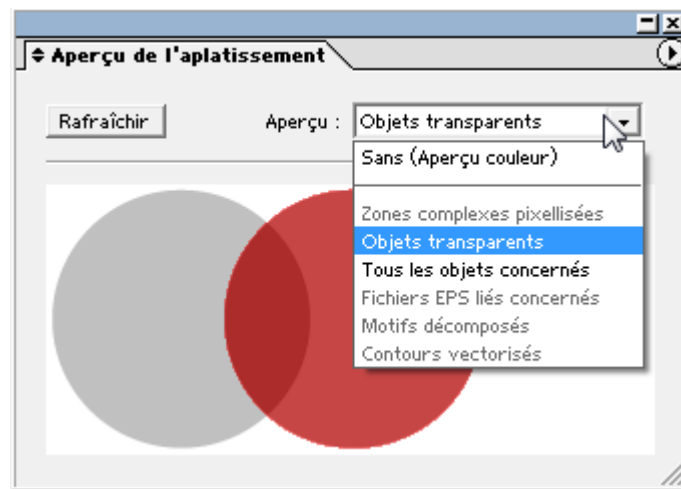 Aperçu de l'aplatissement
Rafraîchir
Aperçu :
Objets transparents
Sans (Aperçu couleur)
Zones complexes pixellisées
Objets transparents
Tous les objets concernés
Fichiers EPS liés concernés
Motifs décomposés
Contours vectorisés